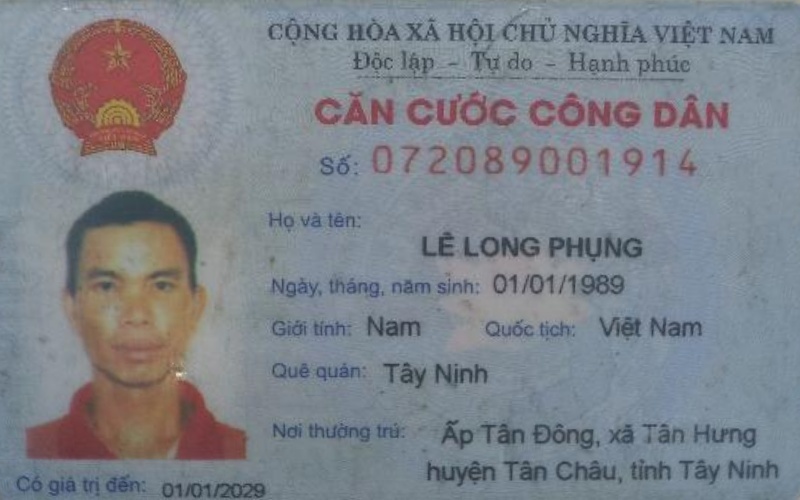 CỘNG HÒA XÃ HỘI CHỦ NGHĨA VIỆT NAM
Độc lập - Tự do - Hạnh phúc
CĂN CƯỚC CÔNG DÂN
Số: 072089001914
Họ và tên:
LÊ LONG PHỤNG
Ngày, tháng, năm sinh: 01/01/1989
Giới tính: Nam Quốc tịch: Việt Nam
Quê quán: Tây Ninh
Nơi thường trú: Ấp Tân Đông, xã Tân Hưng
huyện Tân Châu, tỉnh Tây Ninh
Có giá trị đến: 01/01/2029